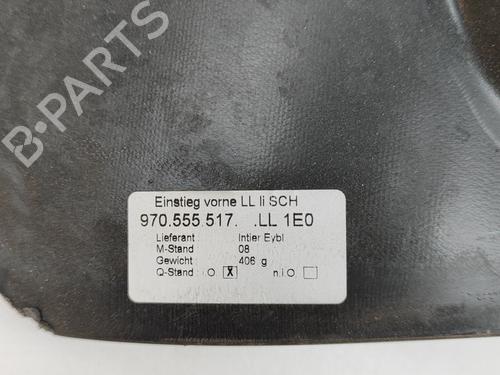 B-PARTS
Einstieg vorne LL li SCH
970.555.517. .LL 1E0
Lieferant : Intier Eybl
M-Stand : 08
Gewicht : 406 g
Q-Stand : i O X n i O